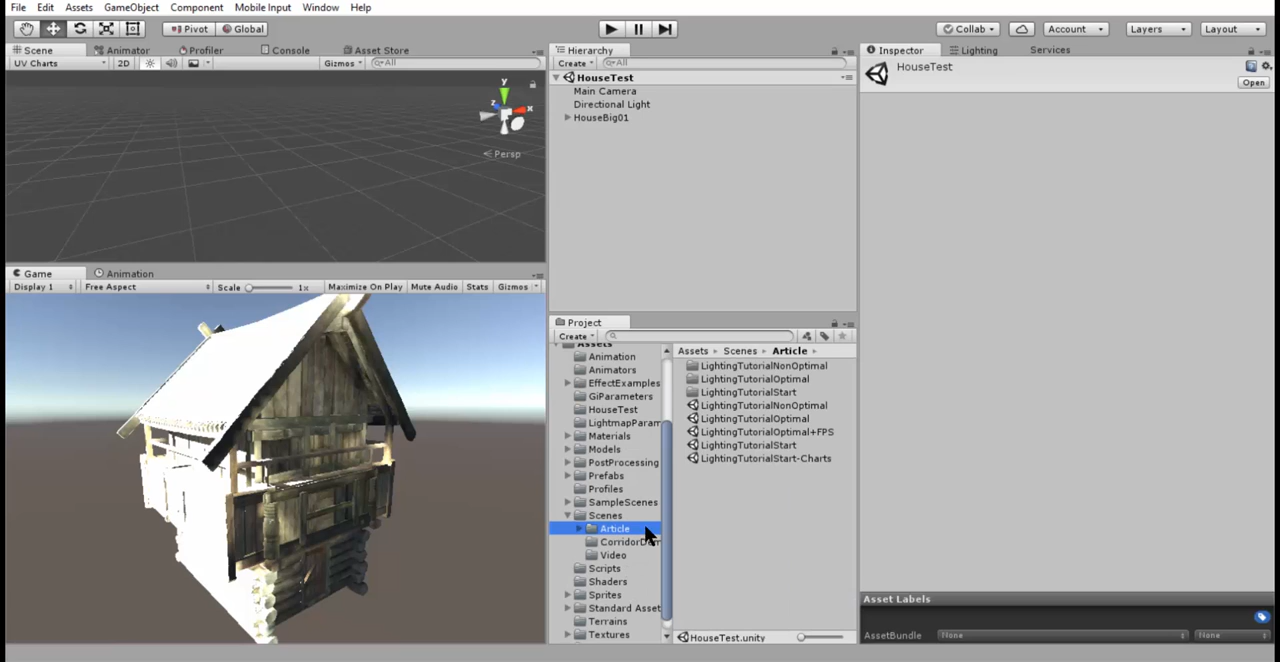 File Edit Assets GameObject Component Mobile Input Window Help
Pivot Global Collab Account Layers Layout
Scene Animator Profiler Console Asset Store
UV Charts 2D Gizmos All
y
z x
Persp
Game Animation
Display 1 Free Aspect Scale 1x Maximize On Play Mute Audio Stats Gizmos
Hierarchy
Create All
HouseTest
Main Camera
Directional Light
HouseBig01
Project
Create
Assets
Animation
Animators
EffectExamples
GiParameters
HouseTest
LightmapParam
Materials
Models
PostProcessing
Prefabs
Profiles
SampleScenes
Scenes
Article
Video
Scripts
Shaders
Sprites
Standard Asset
Terrains
Textures
Assets Scenes Article
LightingTutorialNonOptimal
LightingTutorialOptimal
LightingTutorialStart
LightingTutorialNonOptimal
LightingTutorialOptimal
LightingTutorialOptimal+FPS
LightingTutorialStart
LightingTutorialStart-Charts
HouseTest.unity
Inspector Lighting Services
HouseTest
Open
Asset Labels
AssetBundle None None